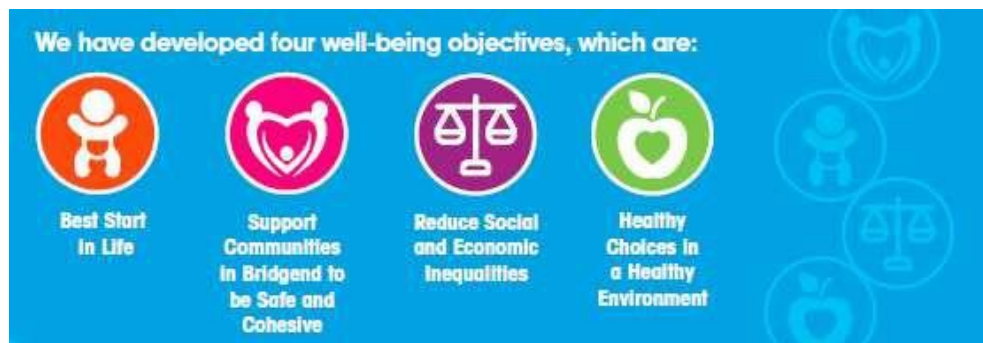 We have developed four well-being objectives, which are:
Best Start
in Life
Support
Communities
in Bridgend to
be Safe and
Cohesive
Reduce Social
and Economic
Inequalities
Healthy
Choices in
a Healthy
Environment